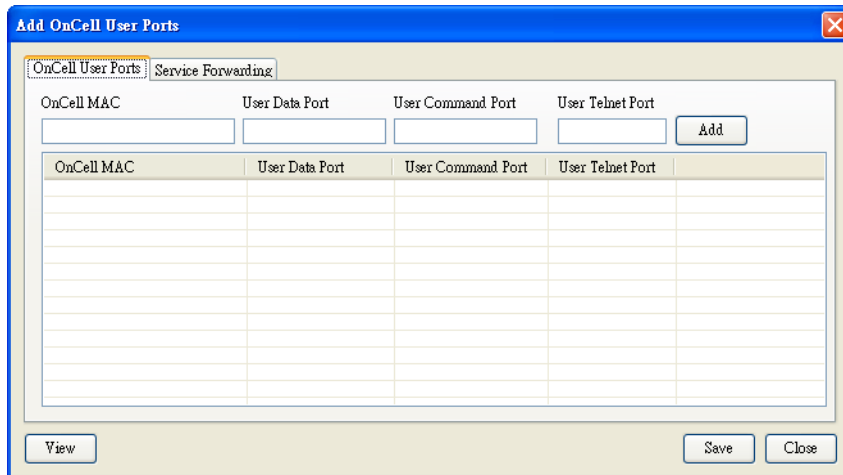 Add OnCell User Ports
OnCell User Ports Service Forwarding
OnCell MAC User Data Port User Command Port User Telnet Port
Add
OnCell MAC User Data Port User Command Port User Telnet Port
View Save Close